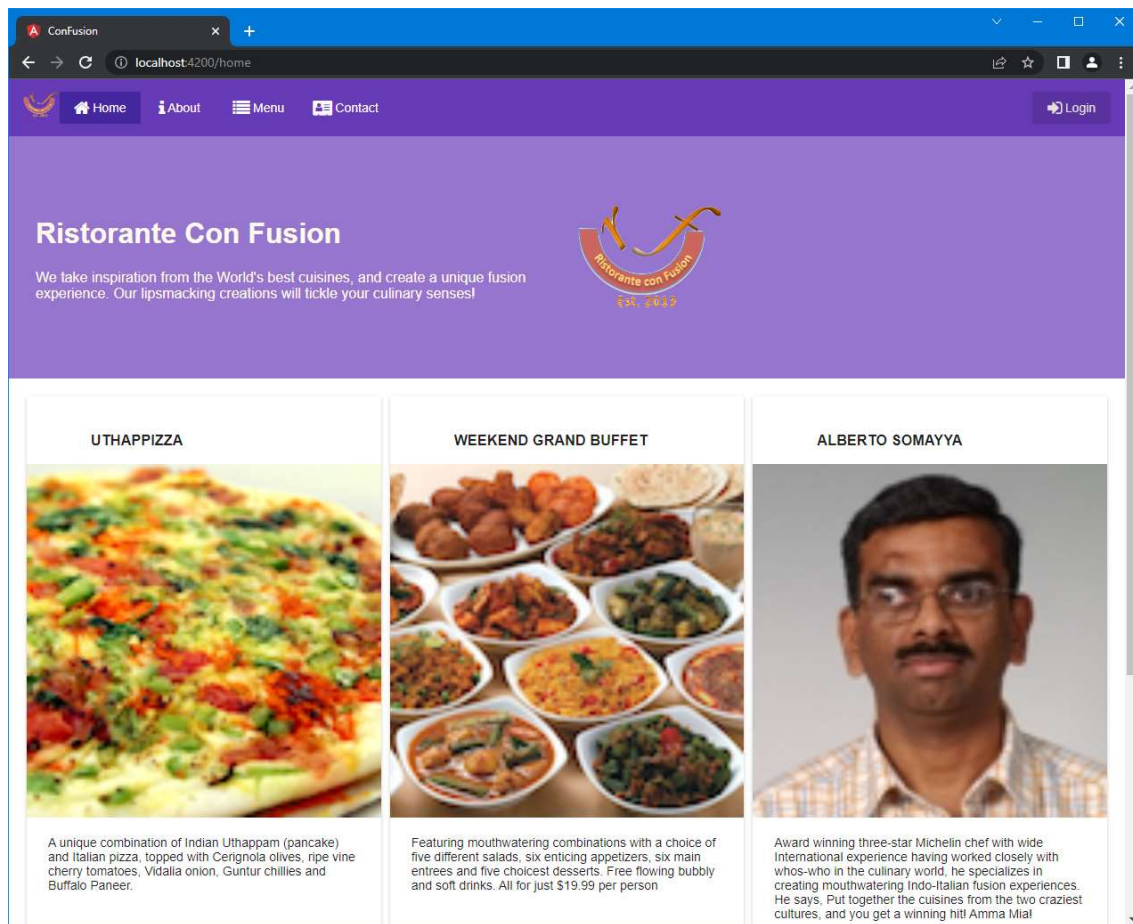 ConFusion
localhost:4200/home
Home
About
Menu
Contact
Login
Ristorante Con Fusion
We take inspiration from the World's best cuisines, and create a unique fusion
experience. Our lipsmacking creations will tickle your culinary senses!
Ristorante con Fusion
UTHAPPIZZA
WEEKEND GRAND BUFFET
ALBERTO SOMAYYA
A unique combination of Indian Uthappam (pancake)
and Italian pizza, topped with Cerignola olives, ripe vine
cherry tomatoes, Vidalia onion, Guntur chillies and
Buffalo Paneer.
Featuring mouthwatering combinations with a choice of
five different salads, six enticing appetizers, six main
entrees and five choicest desserts. Free flowing bubbly
and soft drinks. All for just $19.99 per person
Award winning three-star Michelin chef with wide
International experience having worked closely with
whos-who in the culinary world, he specializes in
creating mouthwatering Indo-Italian fusion experiences.
He says, Put together the cuisines from the two craziest
cultures, and you get a winning hit! Amma Mia!